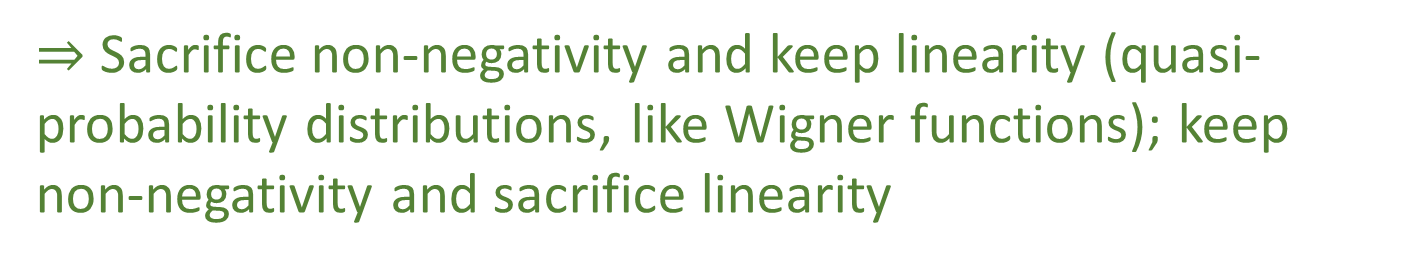 ⇒ Sacrifice non-negativity and keep linearity (quasi-
probability distributions, like Wigner functions); keep
non-negativity and sacrifice linearity